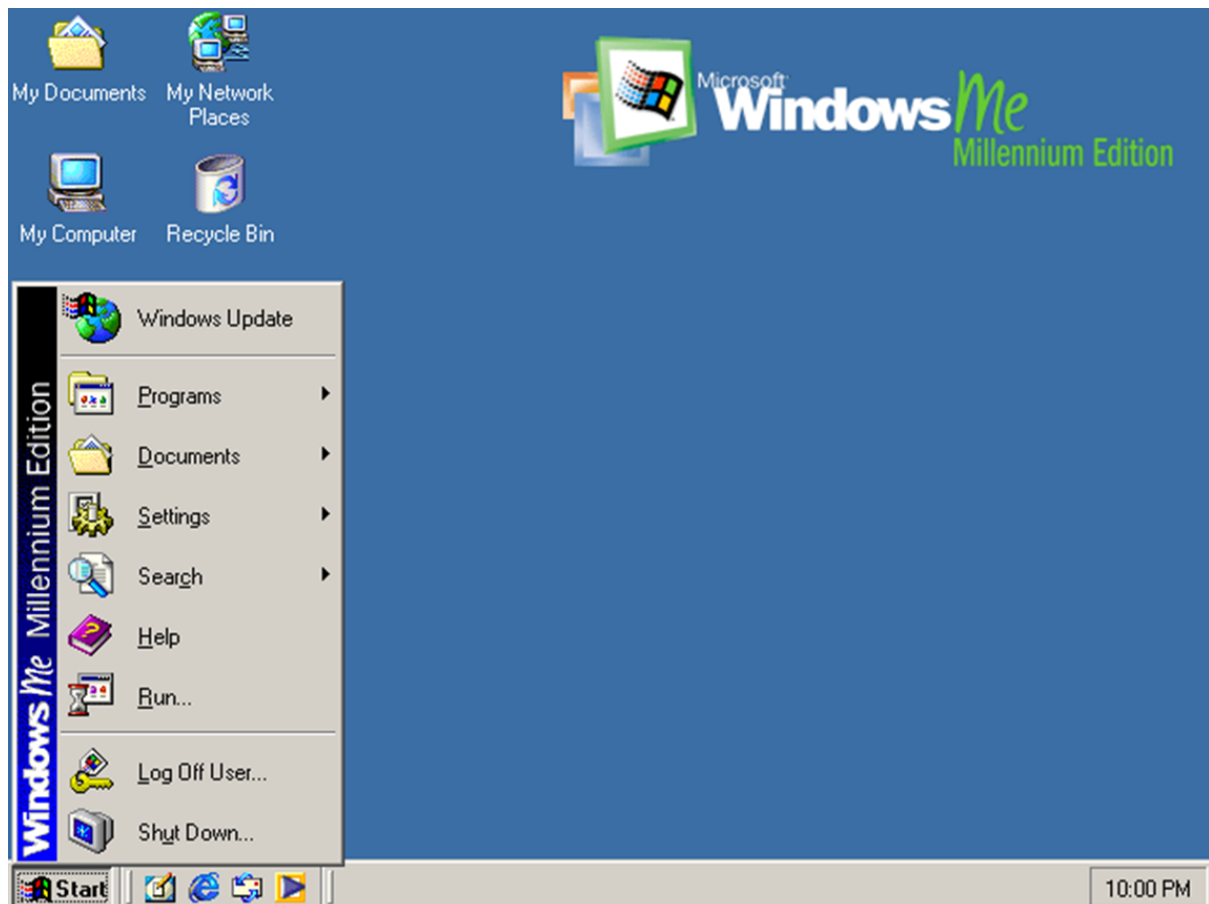 My Documents
My Network
Places
My Computer
Recycle Bin
Microsoft
Windows Me
Millennium Edition
Windows Update
Programs
Documents
Settings
Search
Help
Run...
Log Off User...
Shut Down...
Windows Me Millennium Edition
Start
10:00 PM